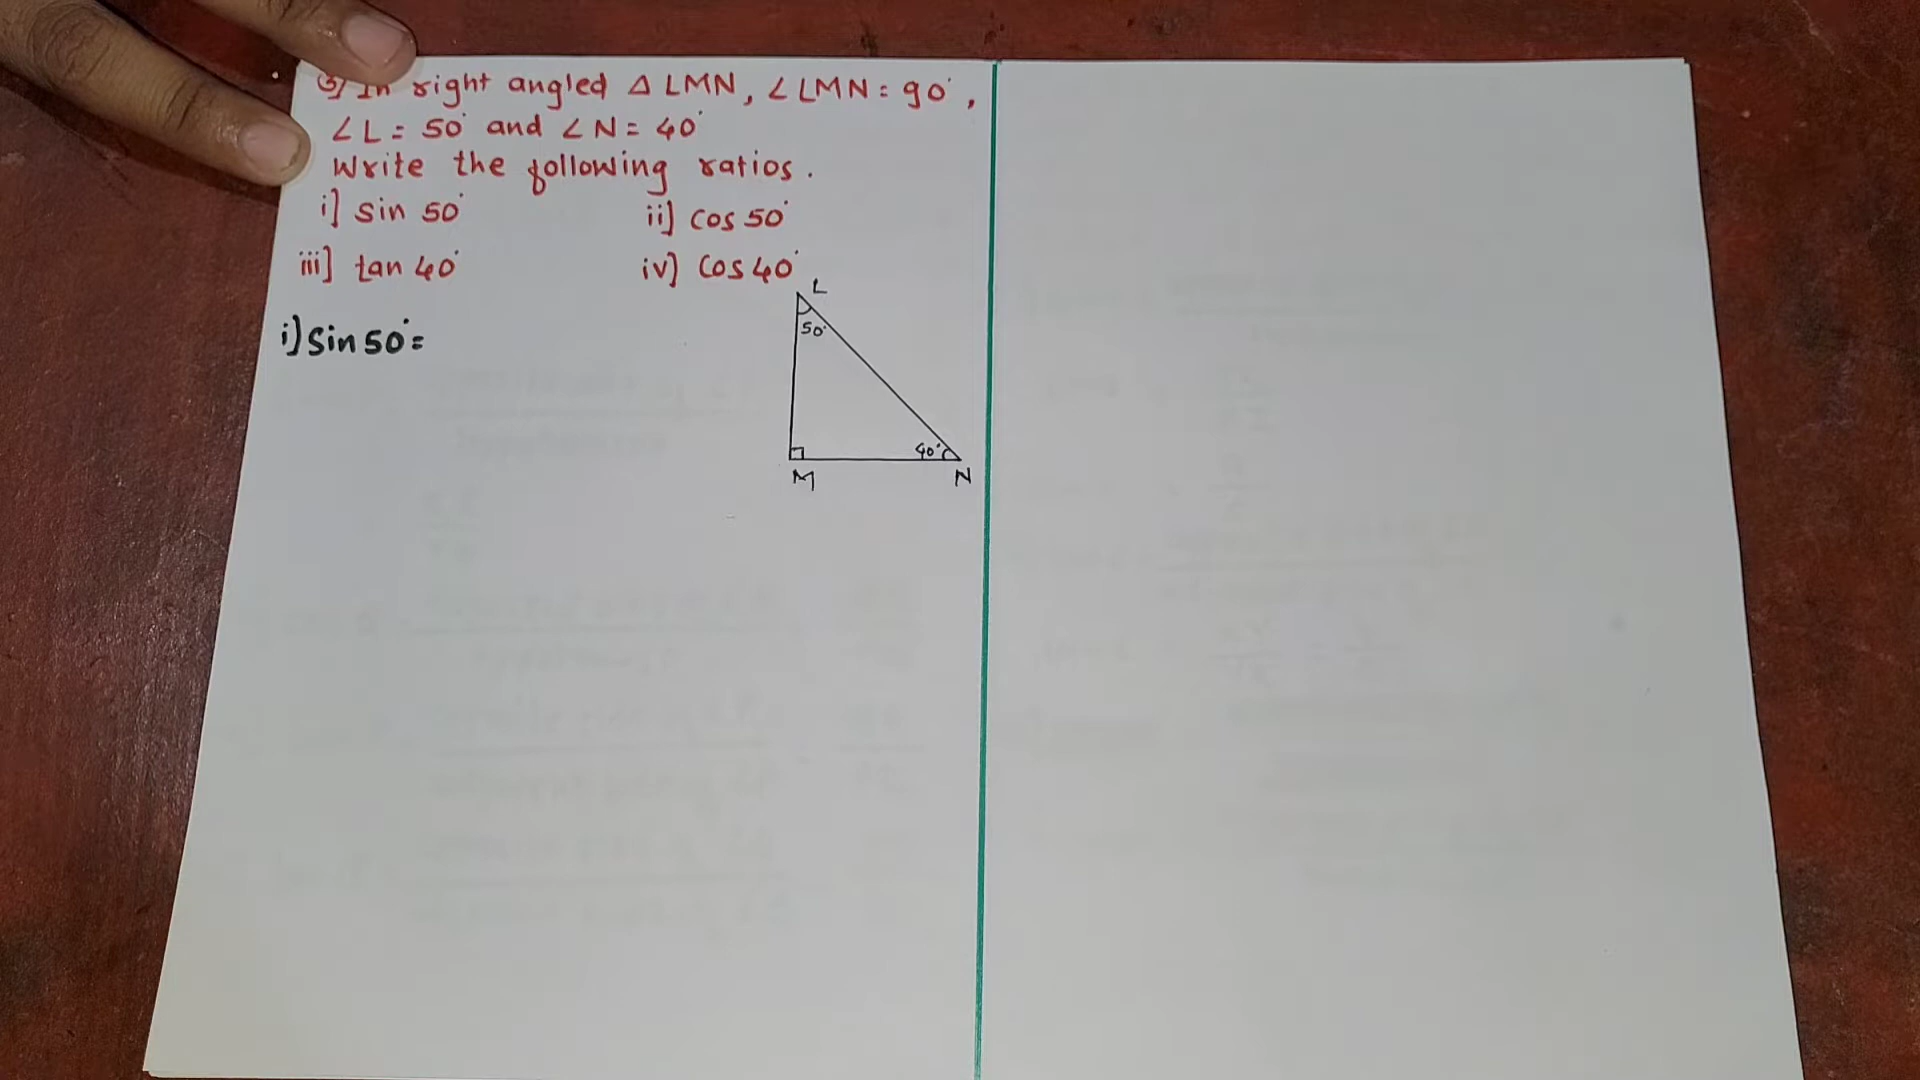 3) In right angled Δ LMN, ∠LMN = 90°,
∠L = 50° and ∠N = 40°
Write the following ratios.
i] sin 50° ii] cos 50°
iii] tan 40° iv] cos 40°
i) Sin 50° =
L
50°
40°
M N